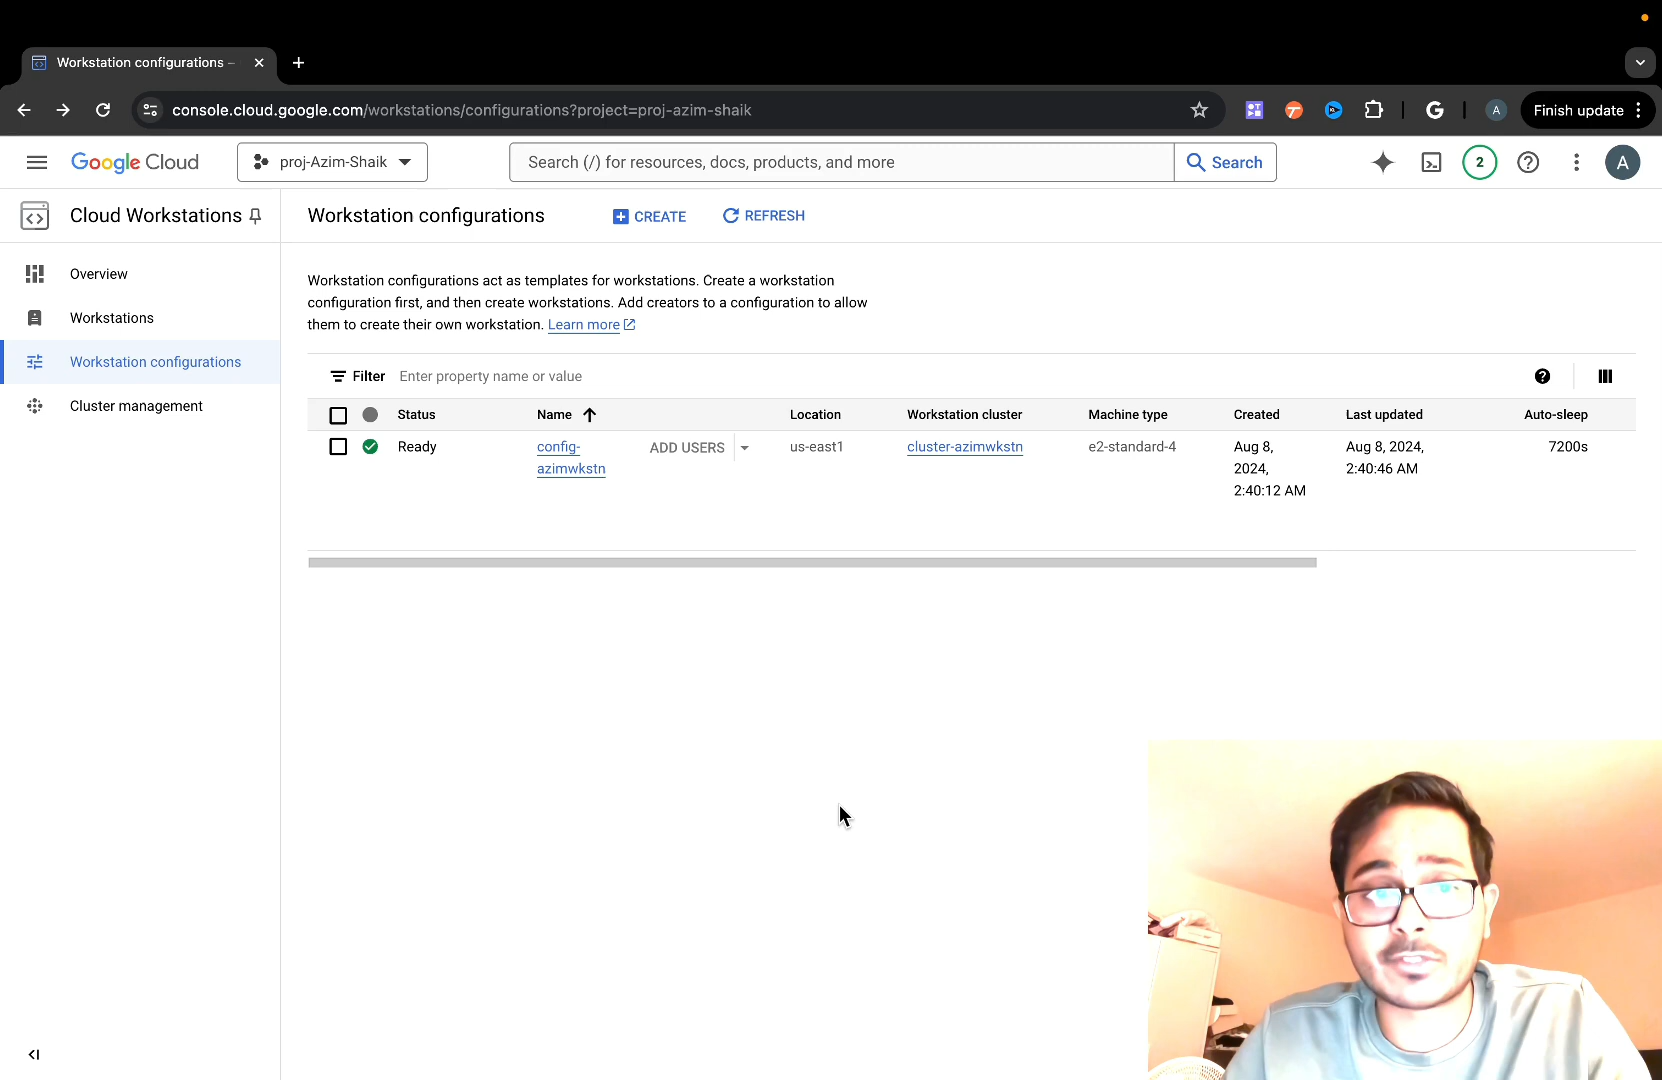 Workstation configurations –
console.cloud.google.com/workstations/configurations?project=proj-azim-shaik
A
Finish update
Google Cloud
proj-Azim-Shaik
Search (/) for resources, docs, products, and more
Search
2
A
Cloud Workstations
Workstation configurations
CREATE
REFRESH
Overview
Workstations
Workstation configurations
Cluster management
Workstation configurations act as templates for workstations. Create a workstation
configuration first, and then create workstations. Add creators to a configuration to allow
them to create their own workstation. Learn more
Filter Enter property name or value
Status Name Location Workstation cluster Machine type Created Last updated Auto-sleep
Ready config- ADD USERS us-east1 cluster-azimwkstn e2-standard-4 Aug 8, Aug 8, 2024, 7200s
azimwkstn 2024, 2:40:46 AM
2:40:12 AM